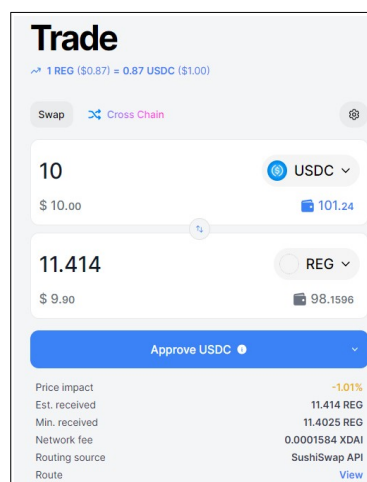 Trade
1 REG ($0.87) = 0.87 USDC ($1.00)
Swap Cross Chain
10 USDC
$ 10.00 101.24
11.414 REG
$ 9.90 98.1596
Approve USDC
Price impact -1.01%
Est. received 11.414 REG
Min. received 11.4025 REG
Network fee 0.0001584 XDAI
Routing source SushiSwap API
Route View